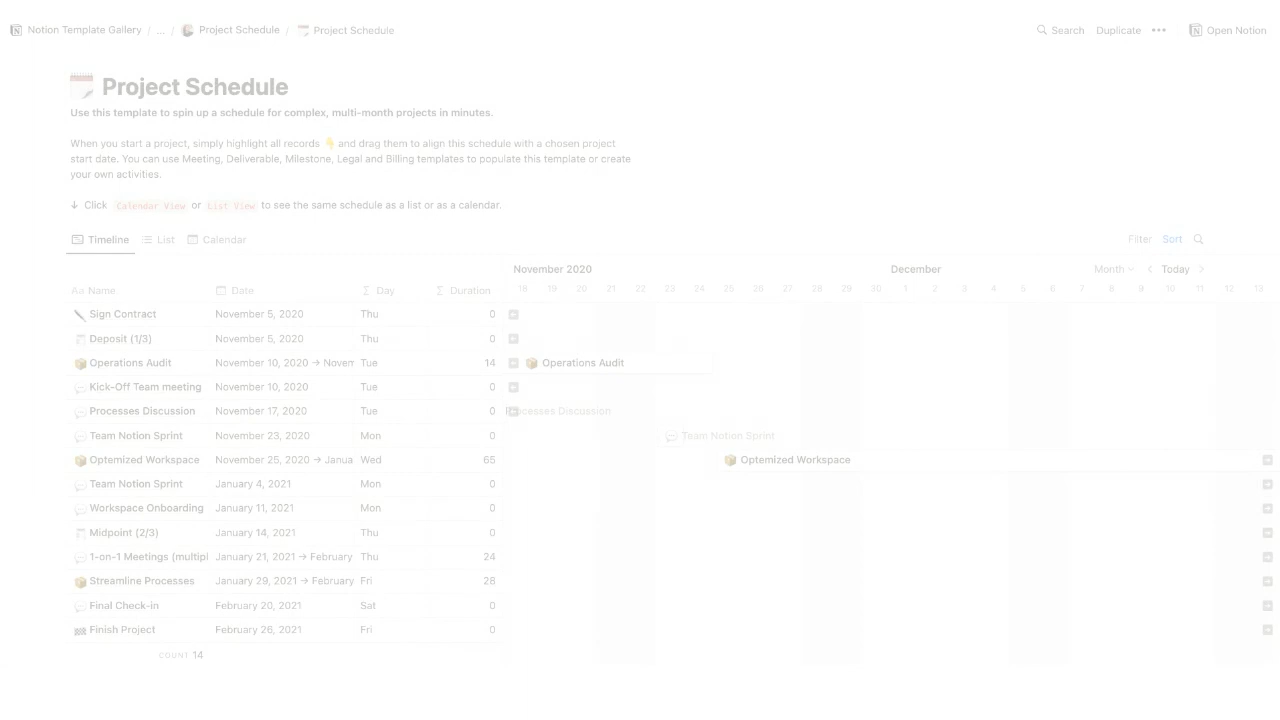 Notion Template Gallery / ... / Project Schedule / Project Schedule
Search Duplicate ••• Open Notion
Project Schedule
Use this template to spin up a schedule for complex, multi-month projects in minutes.
When you start a project, simply highlight all records 👇 and drag them to align this schedule with a chosen project
start date. You can use Meeting, Deliverable, Milestone, Legal and Billing templates to populate this template or create
your own activities.
↓ Click Calendar View or List View to see the same schedule as a list or as a calendar.
Timeline List Calendar
Filter Sort
November 2020 December Month Today
Aa Name Date Σ Day Σ Duration
18 19 20 21 22 23 24 25 26 27 28 29 30 1 2 3 4 5 6 7 8 9 10 11 12 13
Sign Contract November 5, 2020 Thu 0
Deposit (1/3) November 5, 2020 Thu 0
Operations Audit November 10, 2020 → Novem Tue 14 Operations Audit
Kick-Off Team meeting November 10, 2020 Tue 0
Processes Discussion November 17, 2020 Tue 0 Processes Discussion
Team Notion Sprint November 23, 2020 Mon 0 Team Notion Sprint
Optemized Workspace November 25, 2020 → Janua Wed 65 Optemized Workspace
Team Notion Sprint January 4, 2021 Mon 0
Workspace Onboarding January 11, 2021 Mon 0
Midpoint (2/3) January 14, 2021 Thu 0
1-on-1 Meetings (multipl January 21, 2021 → February Thu 24
Streamline Processes January 29, 2021 → February Fri 28
Final Check-in February 20, 2021 Sat 0
Finish Project February 26, 2021 Fri 0
COUNT 14